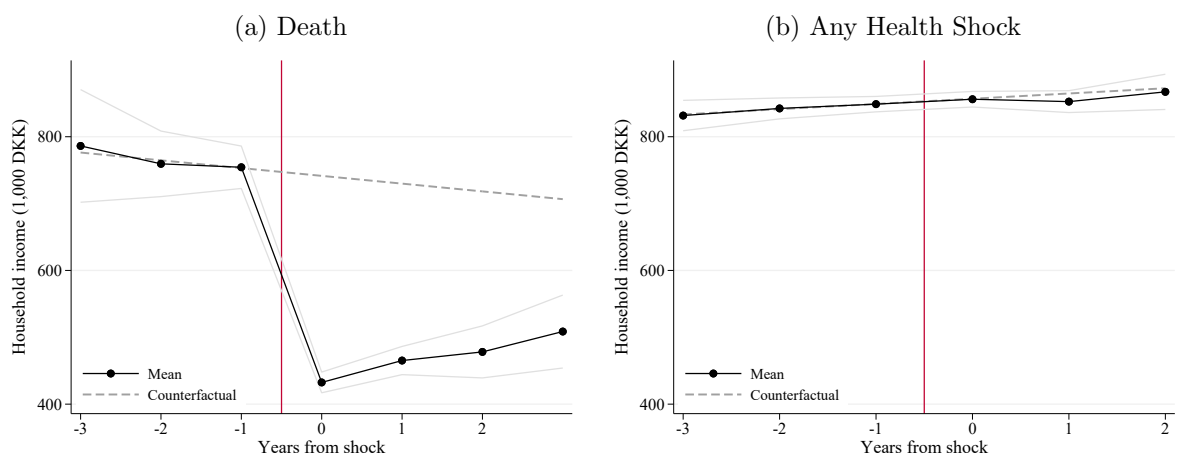 (a) Death
Household income (1,000 DKK)
800
600
400
Mean
Counterfactual
-3 -2 -1 0 1 2
Years from shock
(b) Any Health Shock
Household income (1,000 DKK)
800
600
400
Mean
Counterfactual
-3 -2 -1 0 1 2
Years from shock